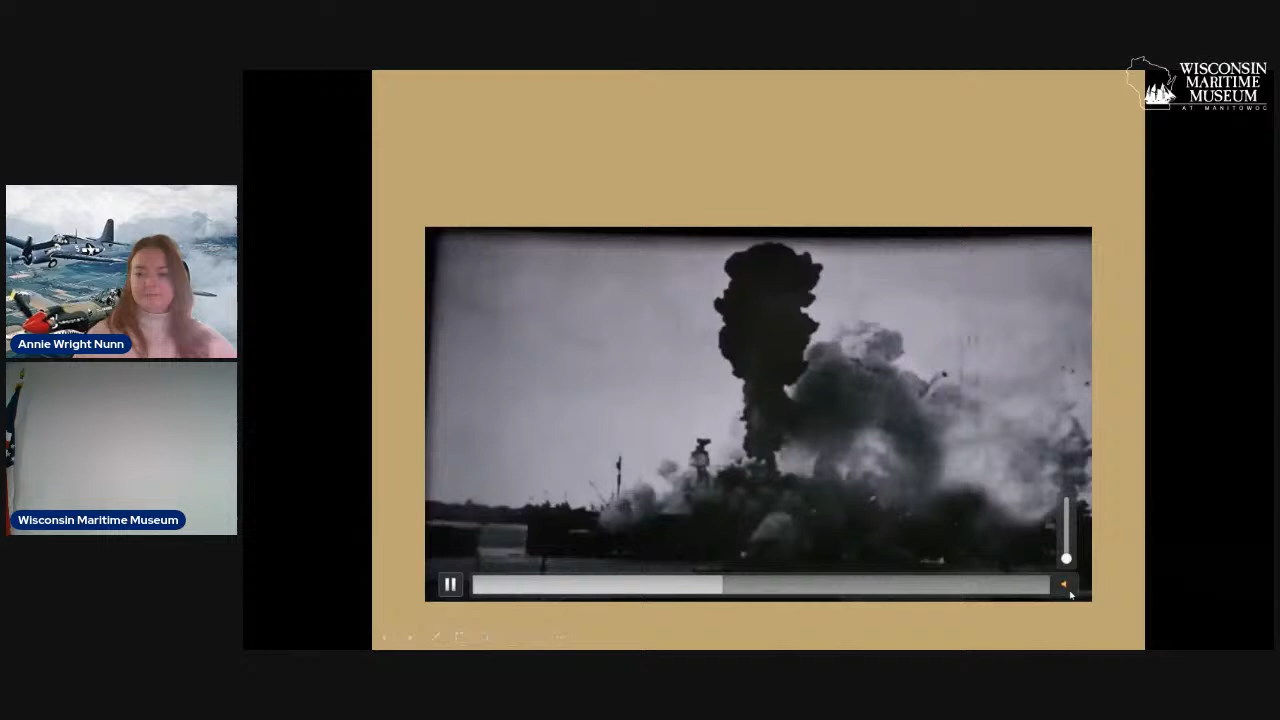 WISCONSIN
MARITIME
MUSEUM
AT MANITOWOC
Annie Wright Nunn
Wisconsin Maritime Museum